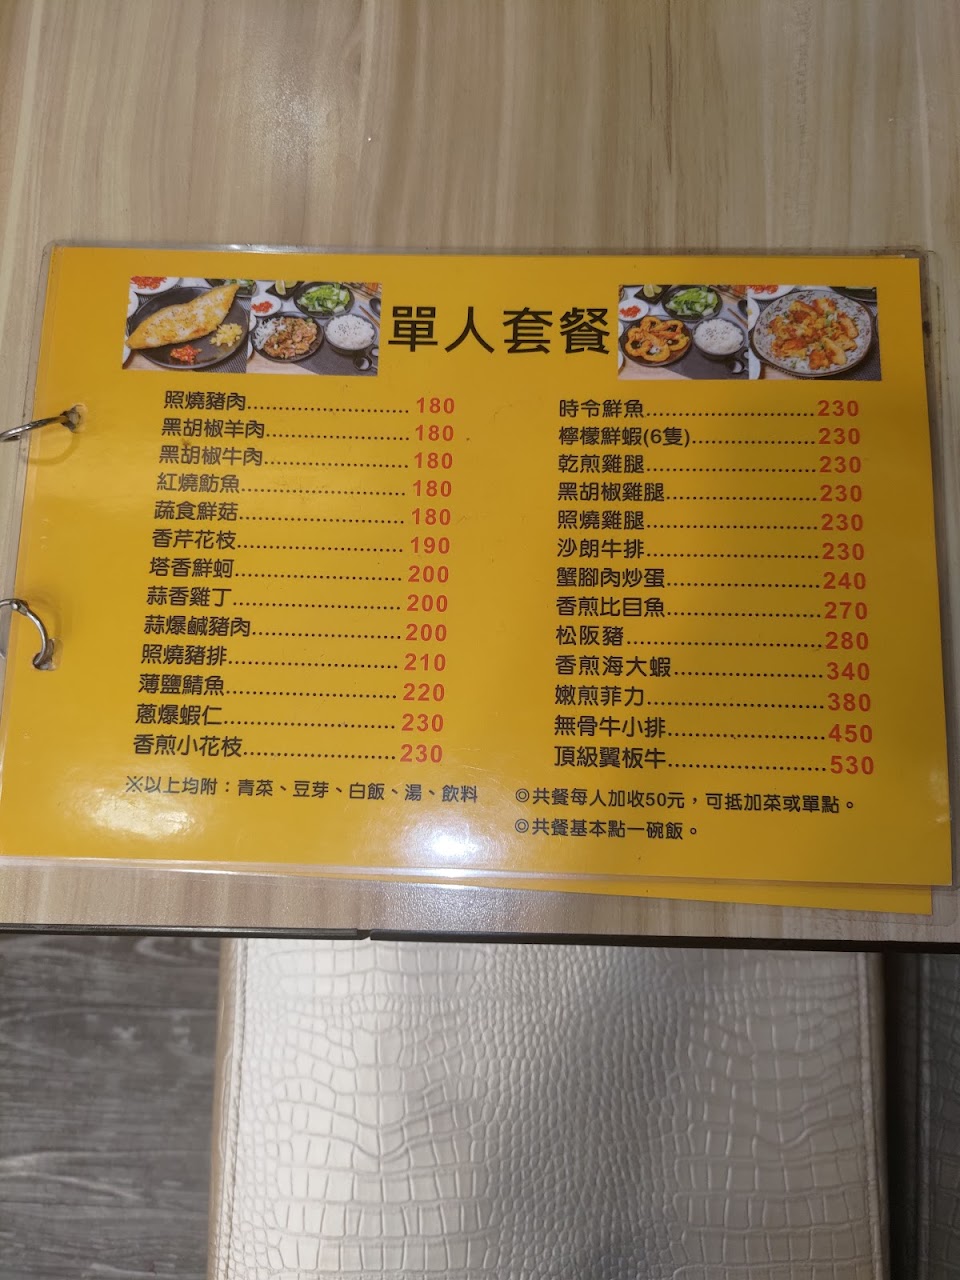 單人套餐
照燒豬肉 180
黑胡椒羊肉 180
黑胡椒牛肉 180
紅燒魴魚 180
蔬食鮮菇 180
香芹花枝 190
塔香鮮蚵 200
蒜香雞丁 200
蒜爆鹹豬肉 200
照燒豬排 210
薄鹽鯖魚 220
蔥爆蝦仁 230
香煎小花枝 230
※以上均附：青菜、豆芽、白飯、湯、飲料
時令鮮魚 230
檸檬鮮蝦(6隻) 230
乾煎雞腿 230
黑胡椒雞腿 230
照燒雞腿 230
沙朗牛排 230
蟹腳肉炒蛋 240
香煎比目魚 270
松阪豬 280
香煎海大蝦 340
嫩煎菲力 380
無骨牛小排 450
頂級翼板牛 530
◎共餐每人加收50元，可抵加菜或單點。
◎共餐基本點一碗飯。